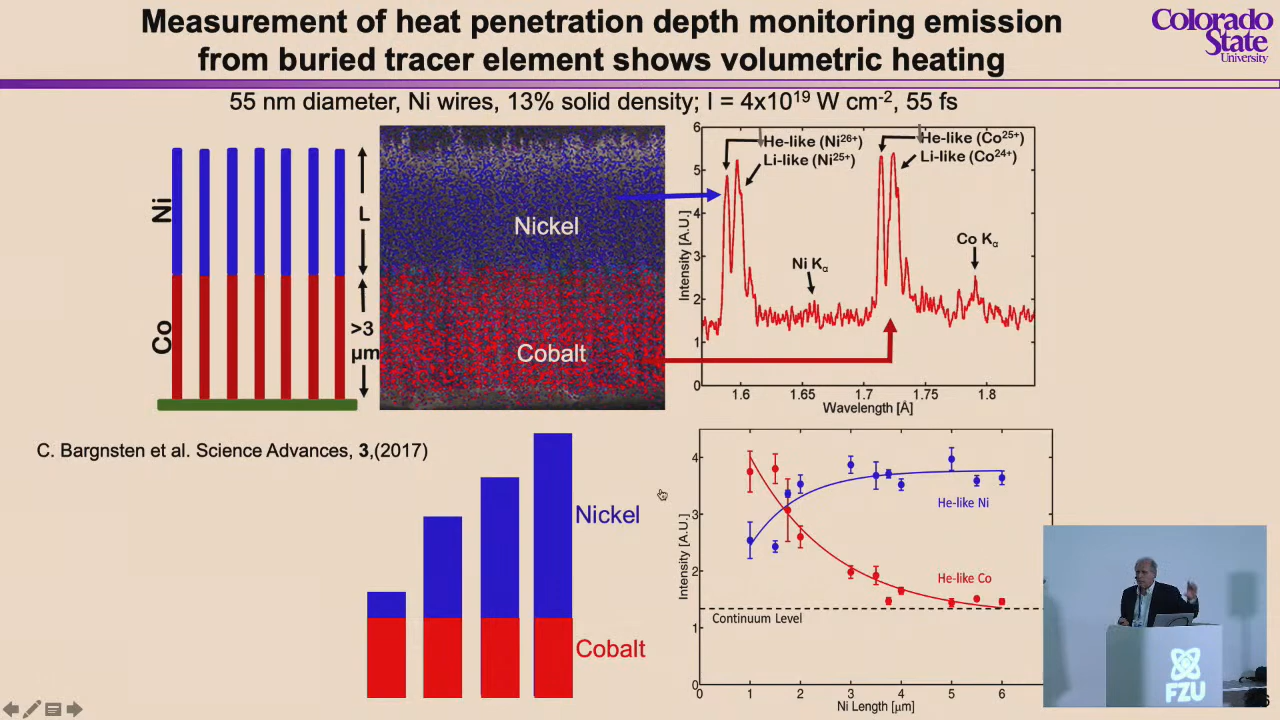 Measurement of heat penetration depth monitoring emission
from buried tracer element shows volumetric heating
Colorado
State
University
55 nm diameter, Ni wires, 13% solid density; I = 4x10¹⁹ W cm⁻², 55 fs
Ni
Co
L
>3
µm
Nickel
Cobalt
6
5
4
3
2
1
0
Intensity [A.U.]
He-like (Ni²⁶⁺)
Li-like (Ni²⁵⁺)
He-like (Co²⁵⁺)
Li-like (Co²⁴⁺)
Ni Kα
Co Kα
1.6
1.65
1.7
1.75
1.8
Wavelength [Å]
C. Bargnsten et al. Science Advances, 3,(2017)
Nickel
Cobalt
4
3
2
1
0
Intensity [A.U.]
He-like Ni
He-like Co
Continuum Level
0
1
2
3
4
5
6
Ni Length [µm]
FZU